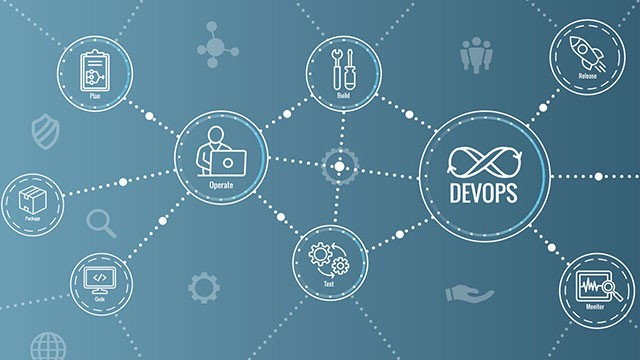 Plan
Build
Release
Operate
DEVOPS
Package
Code
Test
Monitor